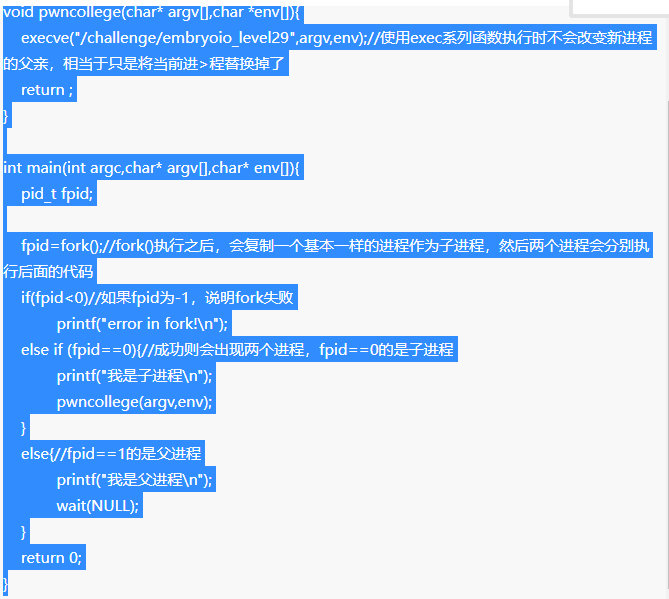 void pwncollege(char* argv[],char *env[]){
execve("/challenge/embryoio_level29",argv,env);//使用exec系列函数执行时不会改变新进程
的父亲，相当于只是将当前进>程替换掉了
return ;
}
int main(int argc,char* argv[],char* env[]){
pid_t fpid;
fpid=fork();//fork()执行之后，会复制一个基本一样的进程作为子进程，然后两个进程会分别执
行后面的代码
if(fpid<0)//如果fpid为-1，说明fork失败
printf("error in fork!\n");
else if (fpid==0){//成功则会出现两个进程，fpid==0的是子进程
printf("我是子进程\n");
pwncollege(argv,env);
}
else{//fpid==1的是父进程
printf("我是父进程\n");
wait(NULL);
}
return 0;
}